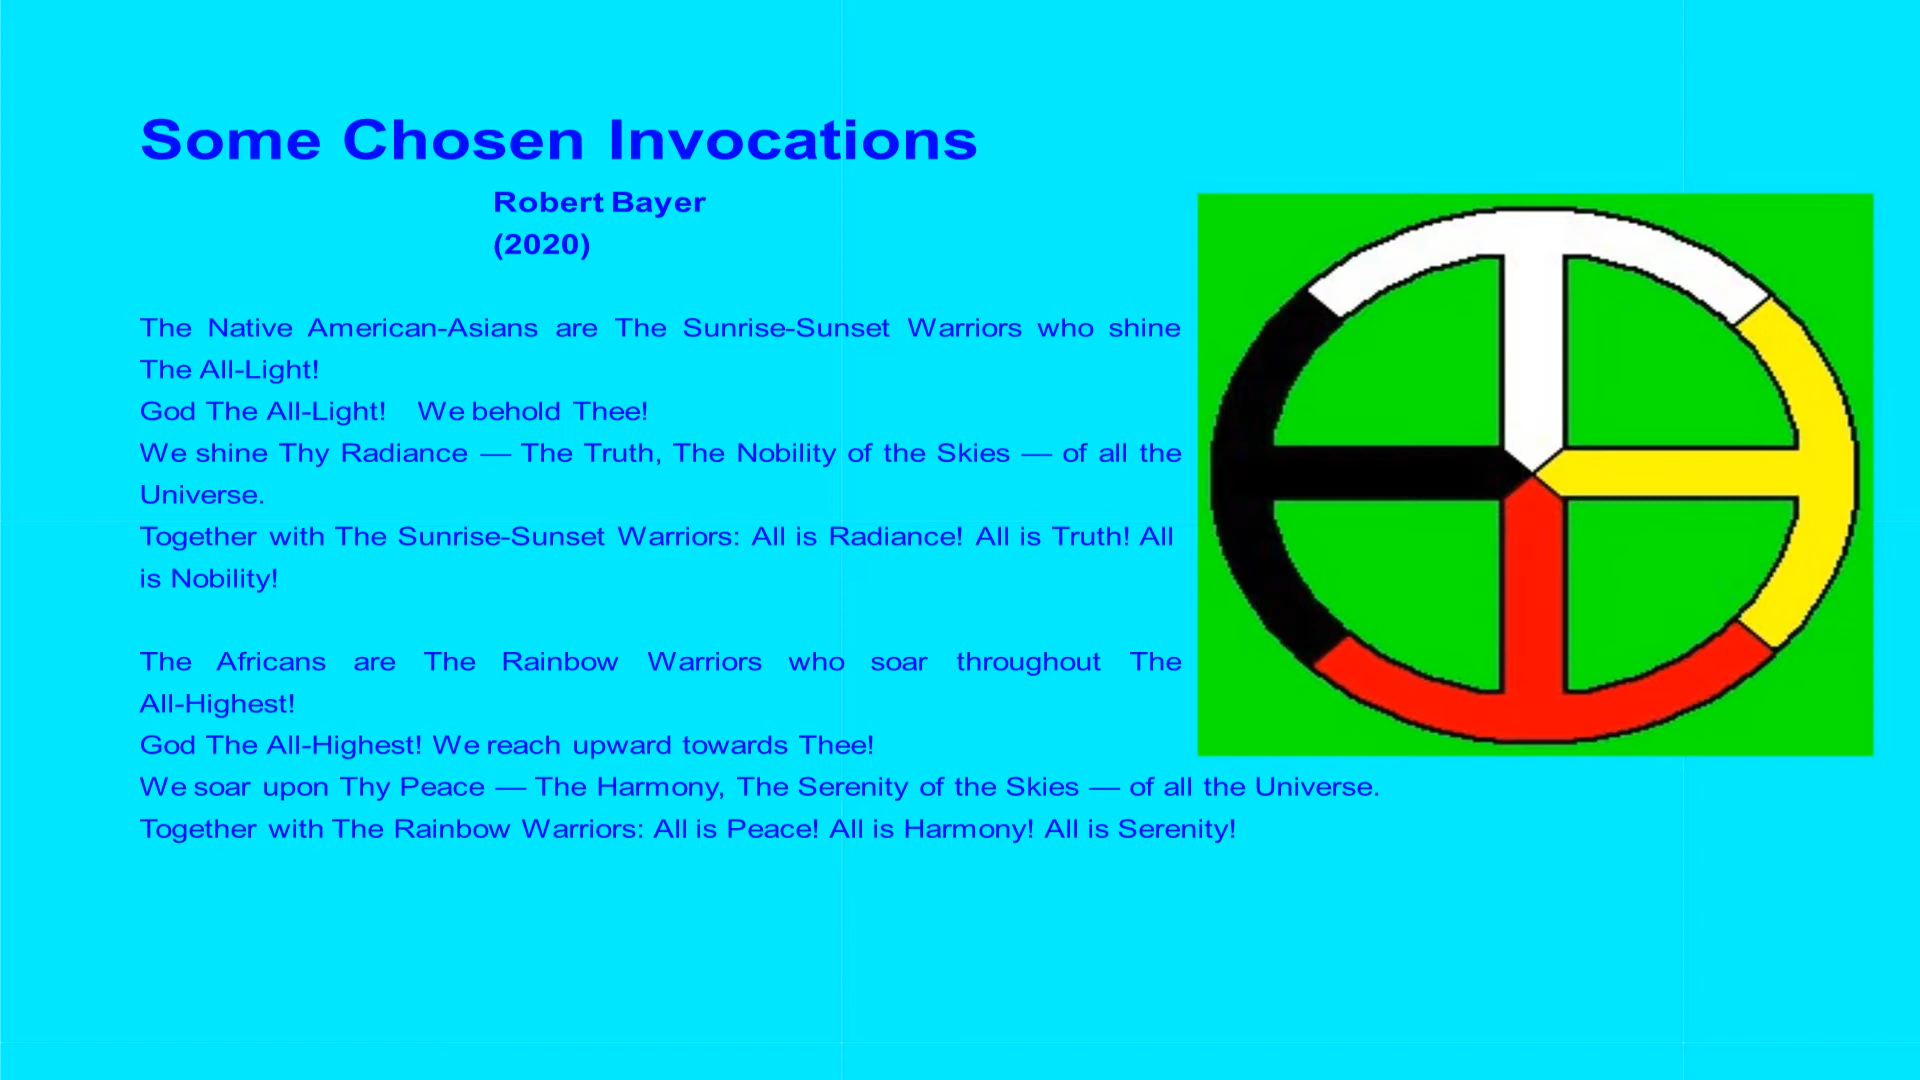 Some Chosen Invocations
Robert Bayer
(2020)
The Native American-Asians are The Sunrise-Sunset Warriors who shine
The All-Light!
God The All-Light! We behold Thee!
We shine Thy Radiance — The Truth, The Nobility of the Skies — of all the
Universe.
Together with The Sunrise-Sunset Warriors: All is Radiance! All is Truth! All
is Nobility!
The Africans are The Rainbow Warriors who soar throughout The
All-Highest!
God The All-Highest! We reach upward towards Thee!
We soar upon Thy Peace — The Harmony, The Serenity of the Skies — of all the Universe.
Together with The Rainbow Warriors: All is Peace! All is Harmony! All is Serenity!